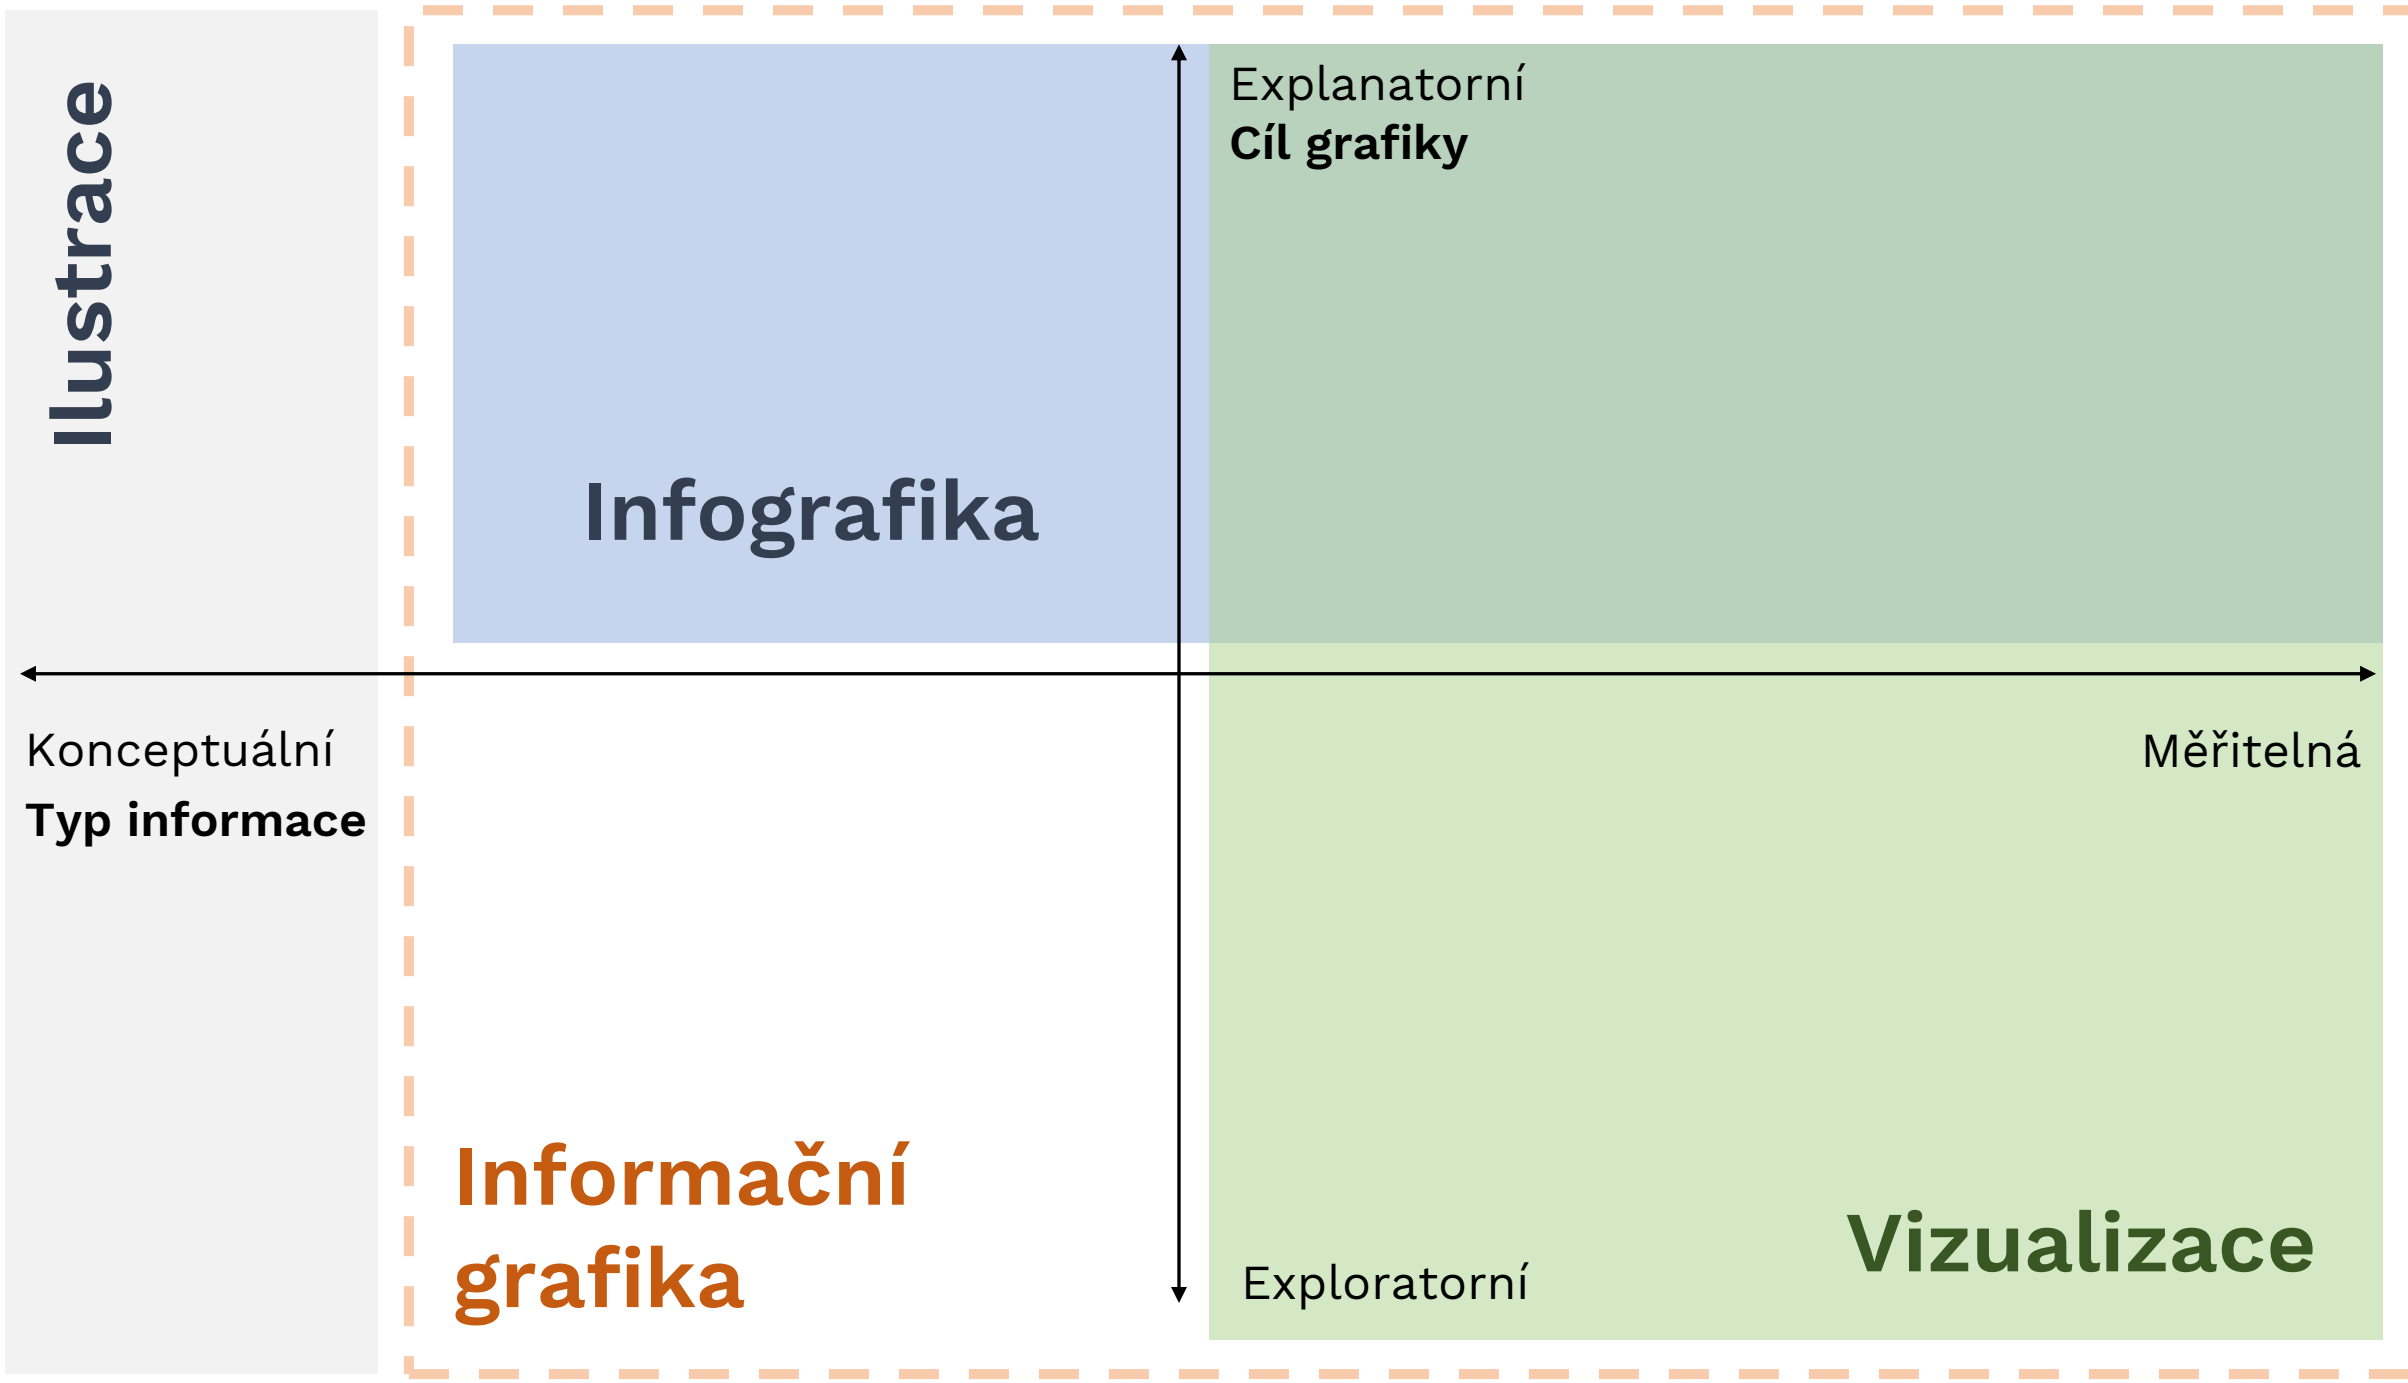 Ilustrace
Explanatorní
Cíl grafiky
Infografika
Konceptuální
Typ informace
Měřitelná
Informační
grafika
Exploratorní
Vizualizace